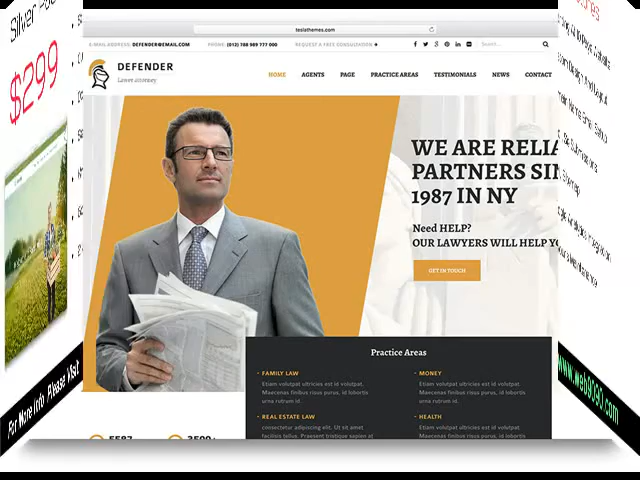 Silver Pac
$299
For More Info Please Visit
teslathemes.com
E-MAIL ADDRESS: DEFENDER@EMAIL.COM
PHONE: (013) 788 989 777 000
REQUEST A FREE CONSULTATION
Search...
DEFENDER
Lawer attorney
HOME AGENTS PAGE PRACTICE AREAS TESTIMONIALS NEWS CONTACT
WE ARE RELIA
PARTNERS SIN
1987 IN NY
Need HELP?
OUR LAWYERS WILL HELP YO
GET IN TOUCH
Practice Areas
- FAMILY LAW
Etiam volutpat ultricies est id volutpat.
Maecenas finibus risus purus, id lobortis
urna rutrum id.
- REAL ESTATE LAW
consectetur adipiscing elit. Ut sit amet
facilisis tellus. Praesent tristique sapien at
- MONEY
Etiam volutpat ultricies est id volutpat.
Maecenas finibus risus purus, id lobortis
urna rutrum id.
- HEALTH
Etiam volutpat ultricies est id volutpat.
Maecenas finibus risus purus, id lobortis
5587
3500+
www.web9090.com